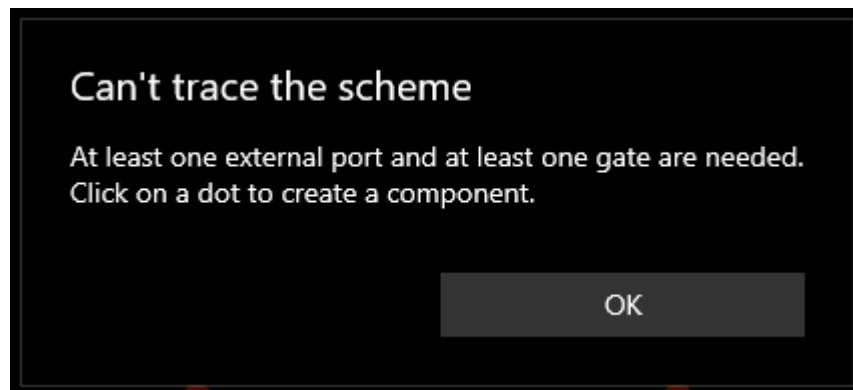 Can't trace the scheme
At least one external port and at least one gate are needed.
Click on a dot to create a component.
OK